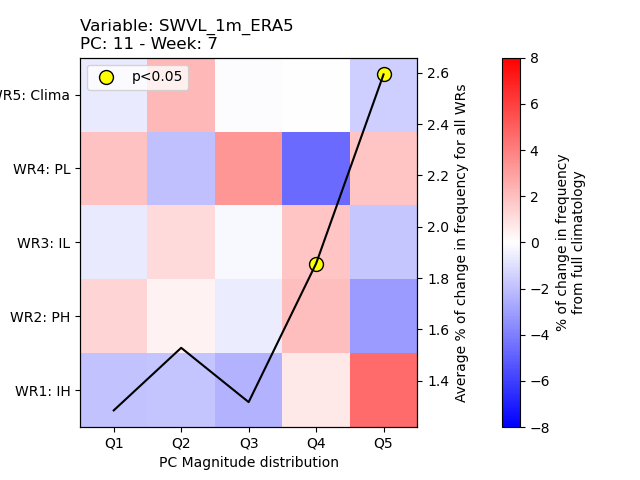 Variable: SWVL_1m_ERA5
PC: 11 - Week: 7
p<0.05
WR5: Clima
WR4: PL
WR3: IL
WR2: PH
WR1: IH
Q1 Q2 Q3 Q4 Q5
PC Magnitude distribution
2.6
2.4
2.2
2.0
1.8
1.6
1.4
Average % of change in frequency for all WRs
8
6
4
2
0
−2
−4
−6
−8
% of change in frequency
from full climatology